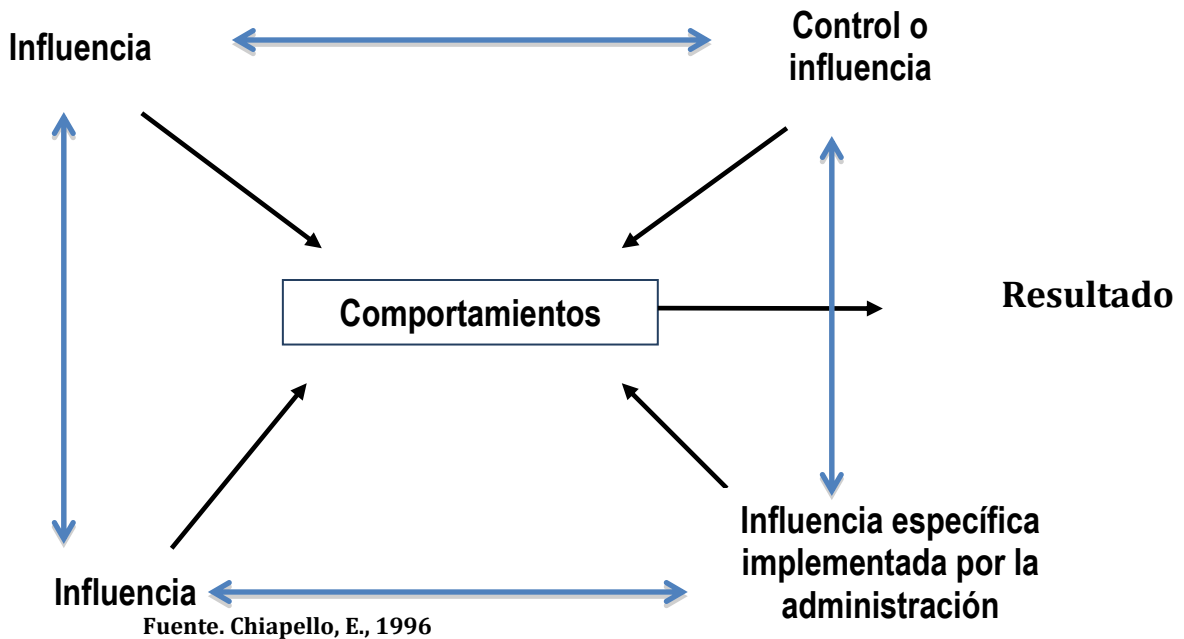 Influencia
Control o
influencia
Comportamientos
Resultado
Influencia específica
implementada por la
administración
Influencia
Fuente. Chiapello, E., 1996